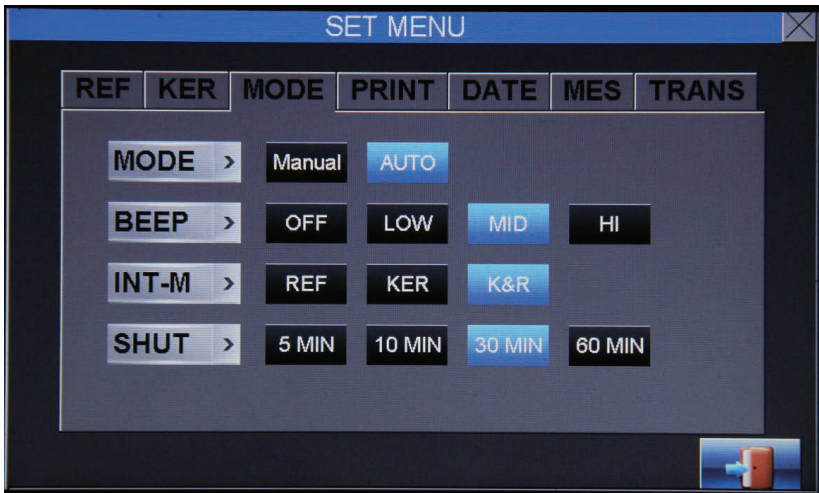 SET MENU
REF KER MODE PRINT DATE MES TRANS
MODE > Manual AUTO
BEEP > OFF LOW MID HI
INT-M > REF KER K&R
SHUT > 5 MIN 10 MIN 30 MIN 60 MIN